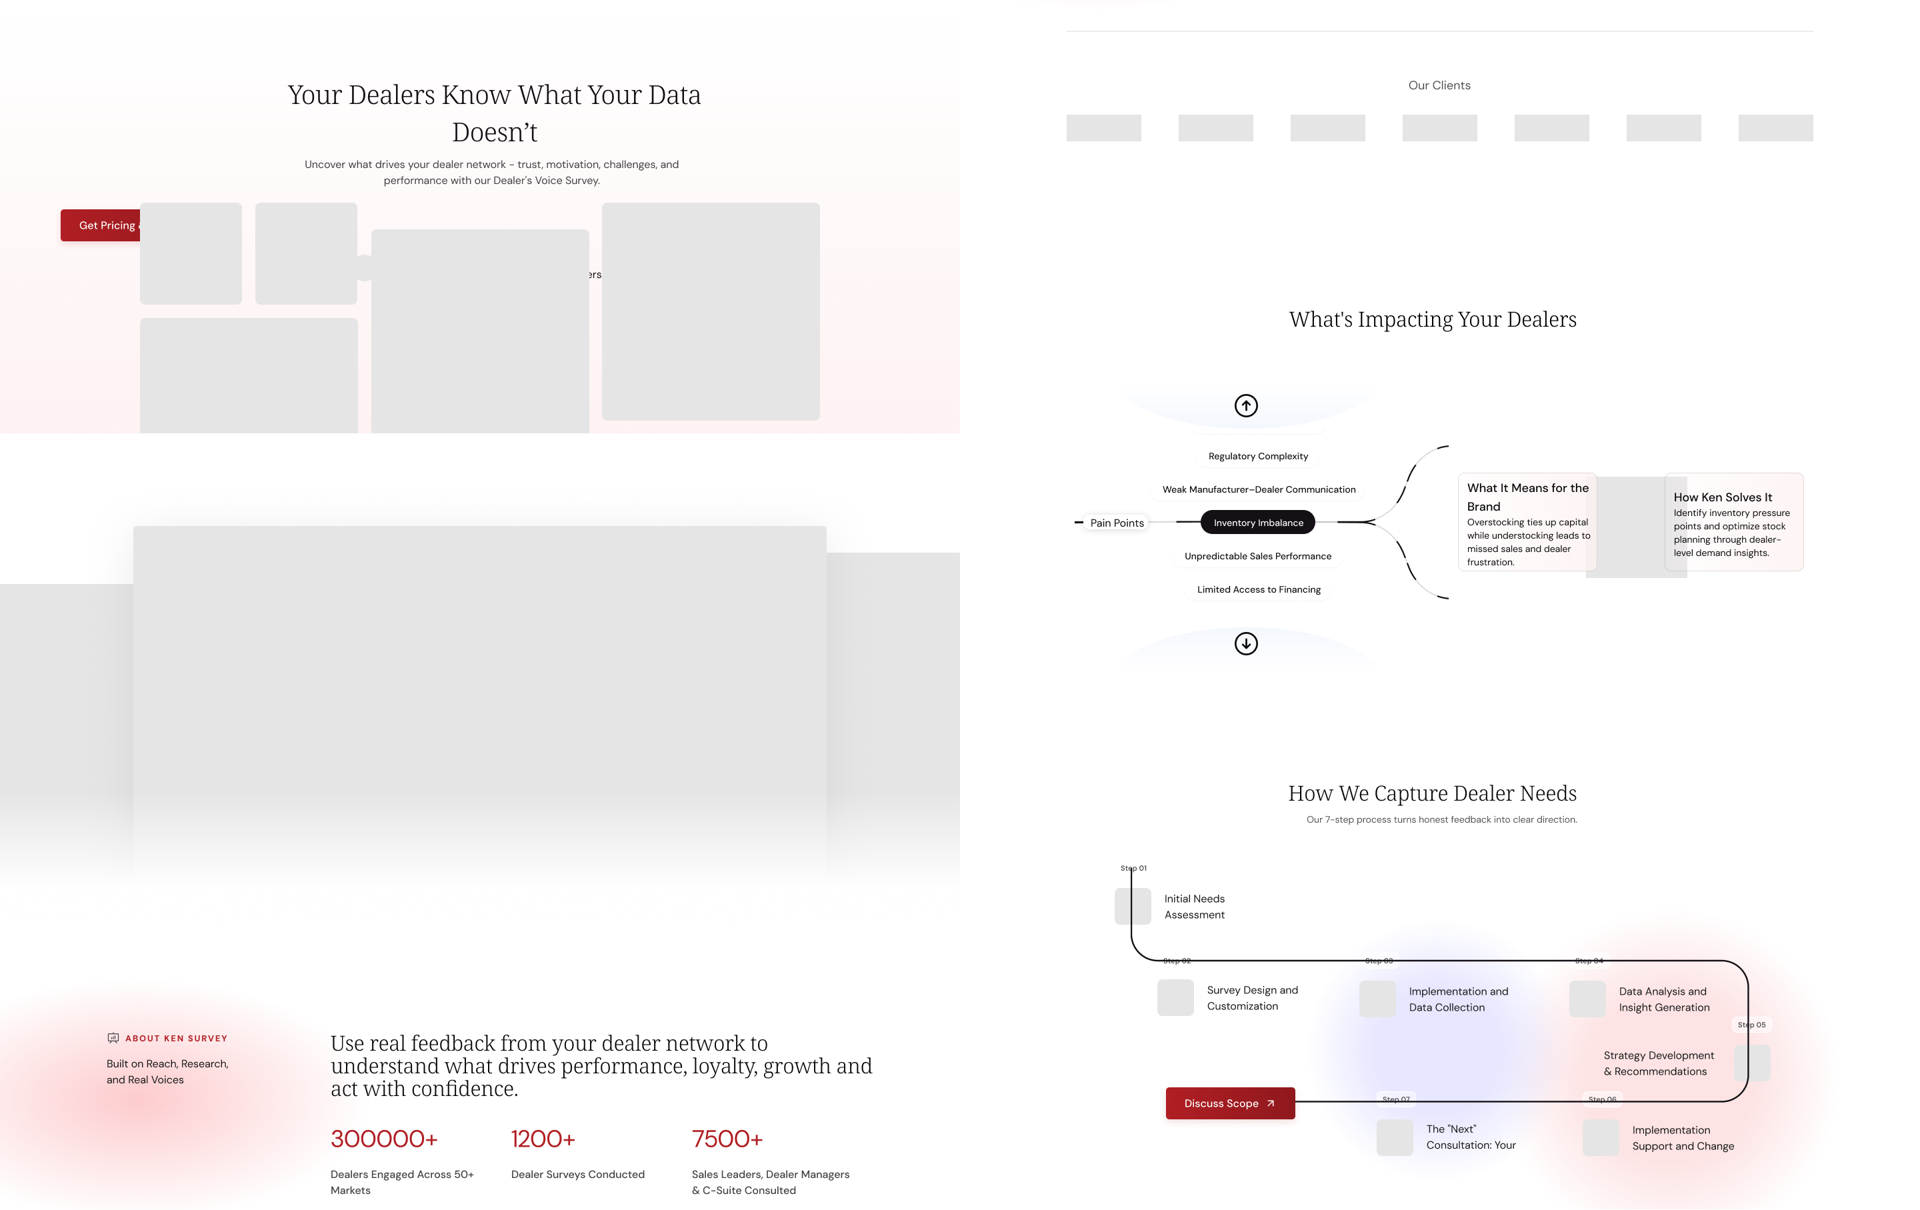 Your Dealers Know What Your Data
Doesn’t
Uncover what drives your dealer network - trust, motivation, challenges, and
performance with our Dealer's Voice Survey.
Get Pricing
ers
ABOUT KEN SURVEY
Built on Reach, Research,
and Real Voices
Use real feedback from your dealer network to
understand what drives performance, loyalty, growth and
act with confidence.
300000+
Dealers Engaged Across 50+
Markets
1200+
Dealer Surveys Conducted
7500+
Sales Leaders, Dealer Managers
& C-Suite Consulted
Our Clients
What's Impacting Your Dealers
Regulatory Complexity
Weak Manufacturer–Dealer Communication
Pain Points
Inventory Imbalance
Unpredictable Sales Performance
Limited Access to Financing
What It Means for the
Brand
Overstocking ties up capital
while understocking leads to
missed sales and dealer
frustration.
How Ken Solves It
Identify inventory pressure
points and optimize stock
planning through dealer-
level demand insights.
How We Capture Dealer Needs
Our 7-step process turns honest feedback into clear direction.
Step 01
Initial Needs
Assessment
Step 02
Survey Design and
Customization
Step 03
Implementation and
Data Collection
Step 04
Data Analysis and
Insight Generation
Step 05
Strategy Development
& Recommendations
Step 06
Implementation
Support and Change
Step 07
The "Next"
Consultation: Your
Discuss Scope